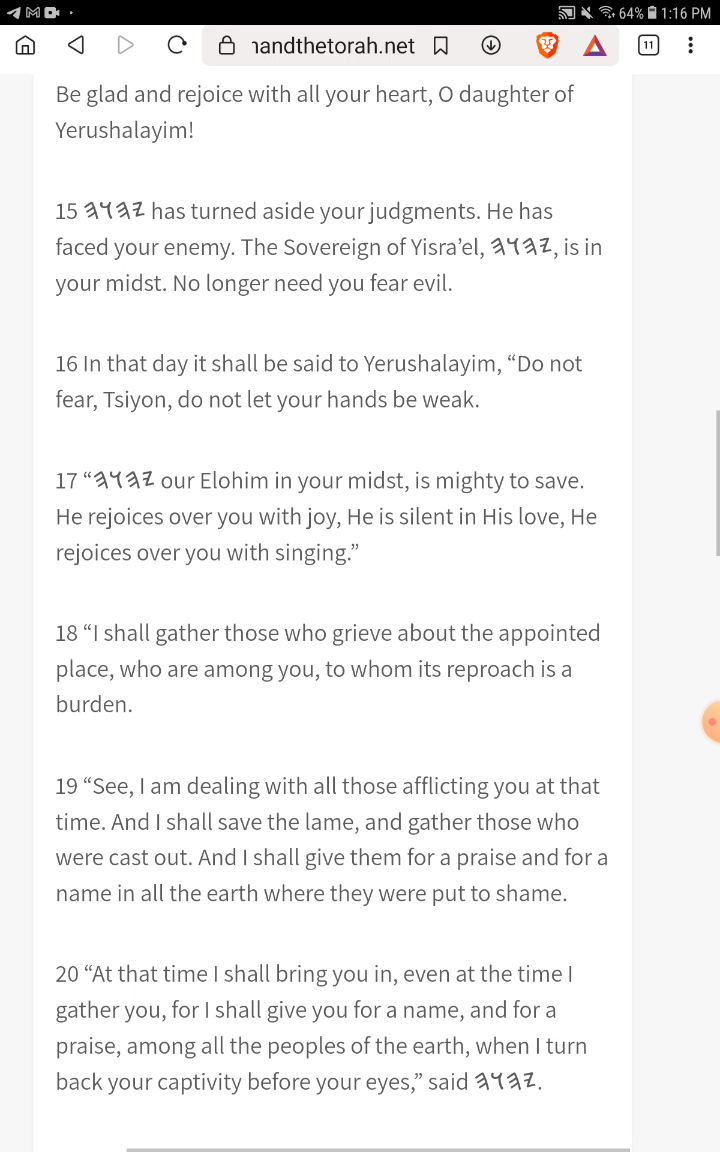 64% 1:16 PM
andthetorah.net 11
Be glad and rejoice with all your heart, O daughter of
Yerushalayim!
15 𐤉𐤄𐤅𐤄 has turned aside your judgments. He has
faced your enemy. The Sovereign of Yisra’el, 𐤉𐤄𐤅𐤄, is in
your midst. No longer need you fear evil.
16 In that day it shall be said to Yerushalayim, “Do not
fear, Tsiyon, do not let your hands be weak.
17 “𐤉𐤄𐤅𐤄 our Elohim in your midst, is mighty to save.
He rejoices over you with joy, He is silent in His love, He
rejoices over you with singing.”
18 “I shall gather those who grieve about the appointed
place, who are among you, to whom its reproach is a
burden.
19 “See, I am dealing with all those afflicting you at that
time. And I shall save the lame, and gather those who
were cast out. And I shall give them for a praise and for a
name in all the earth where they were put to shame.
20 “At that time I shall bring you in, even at the time I
gather you, for I shall give you for a name, and for a
praise, among all the peoples of the earth, when I turn
back your captivity before your eyes,” said 𐤉𐤄𐤅𐤄.